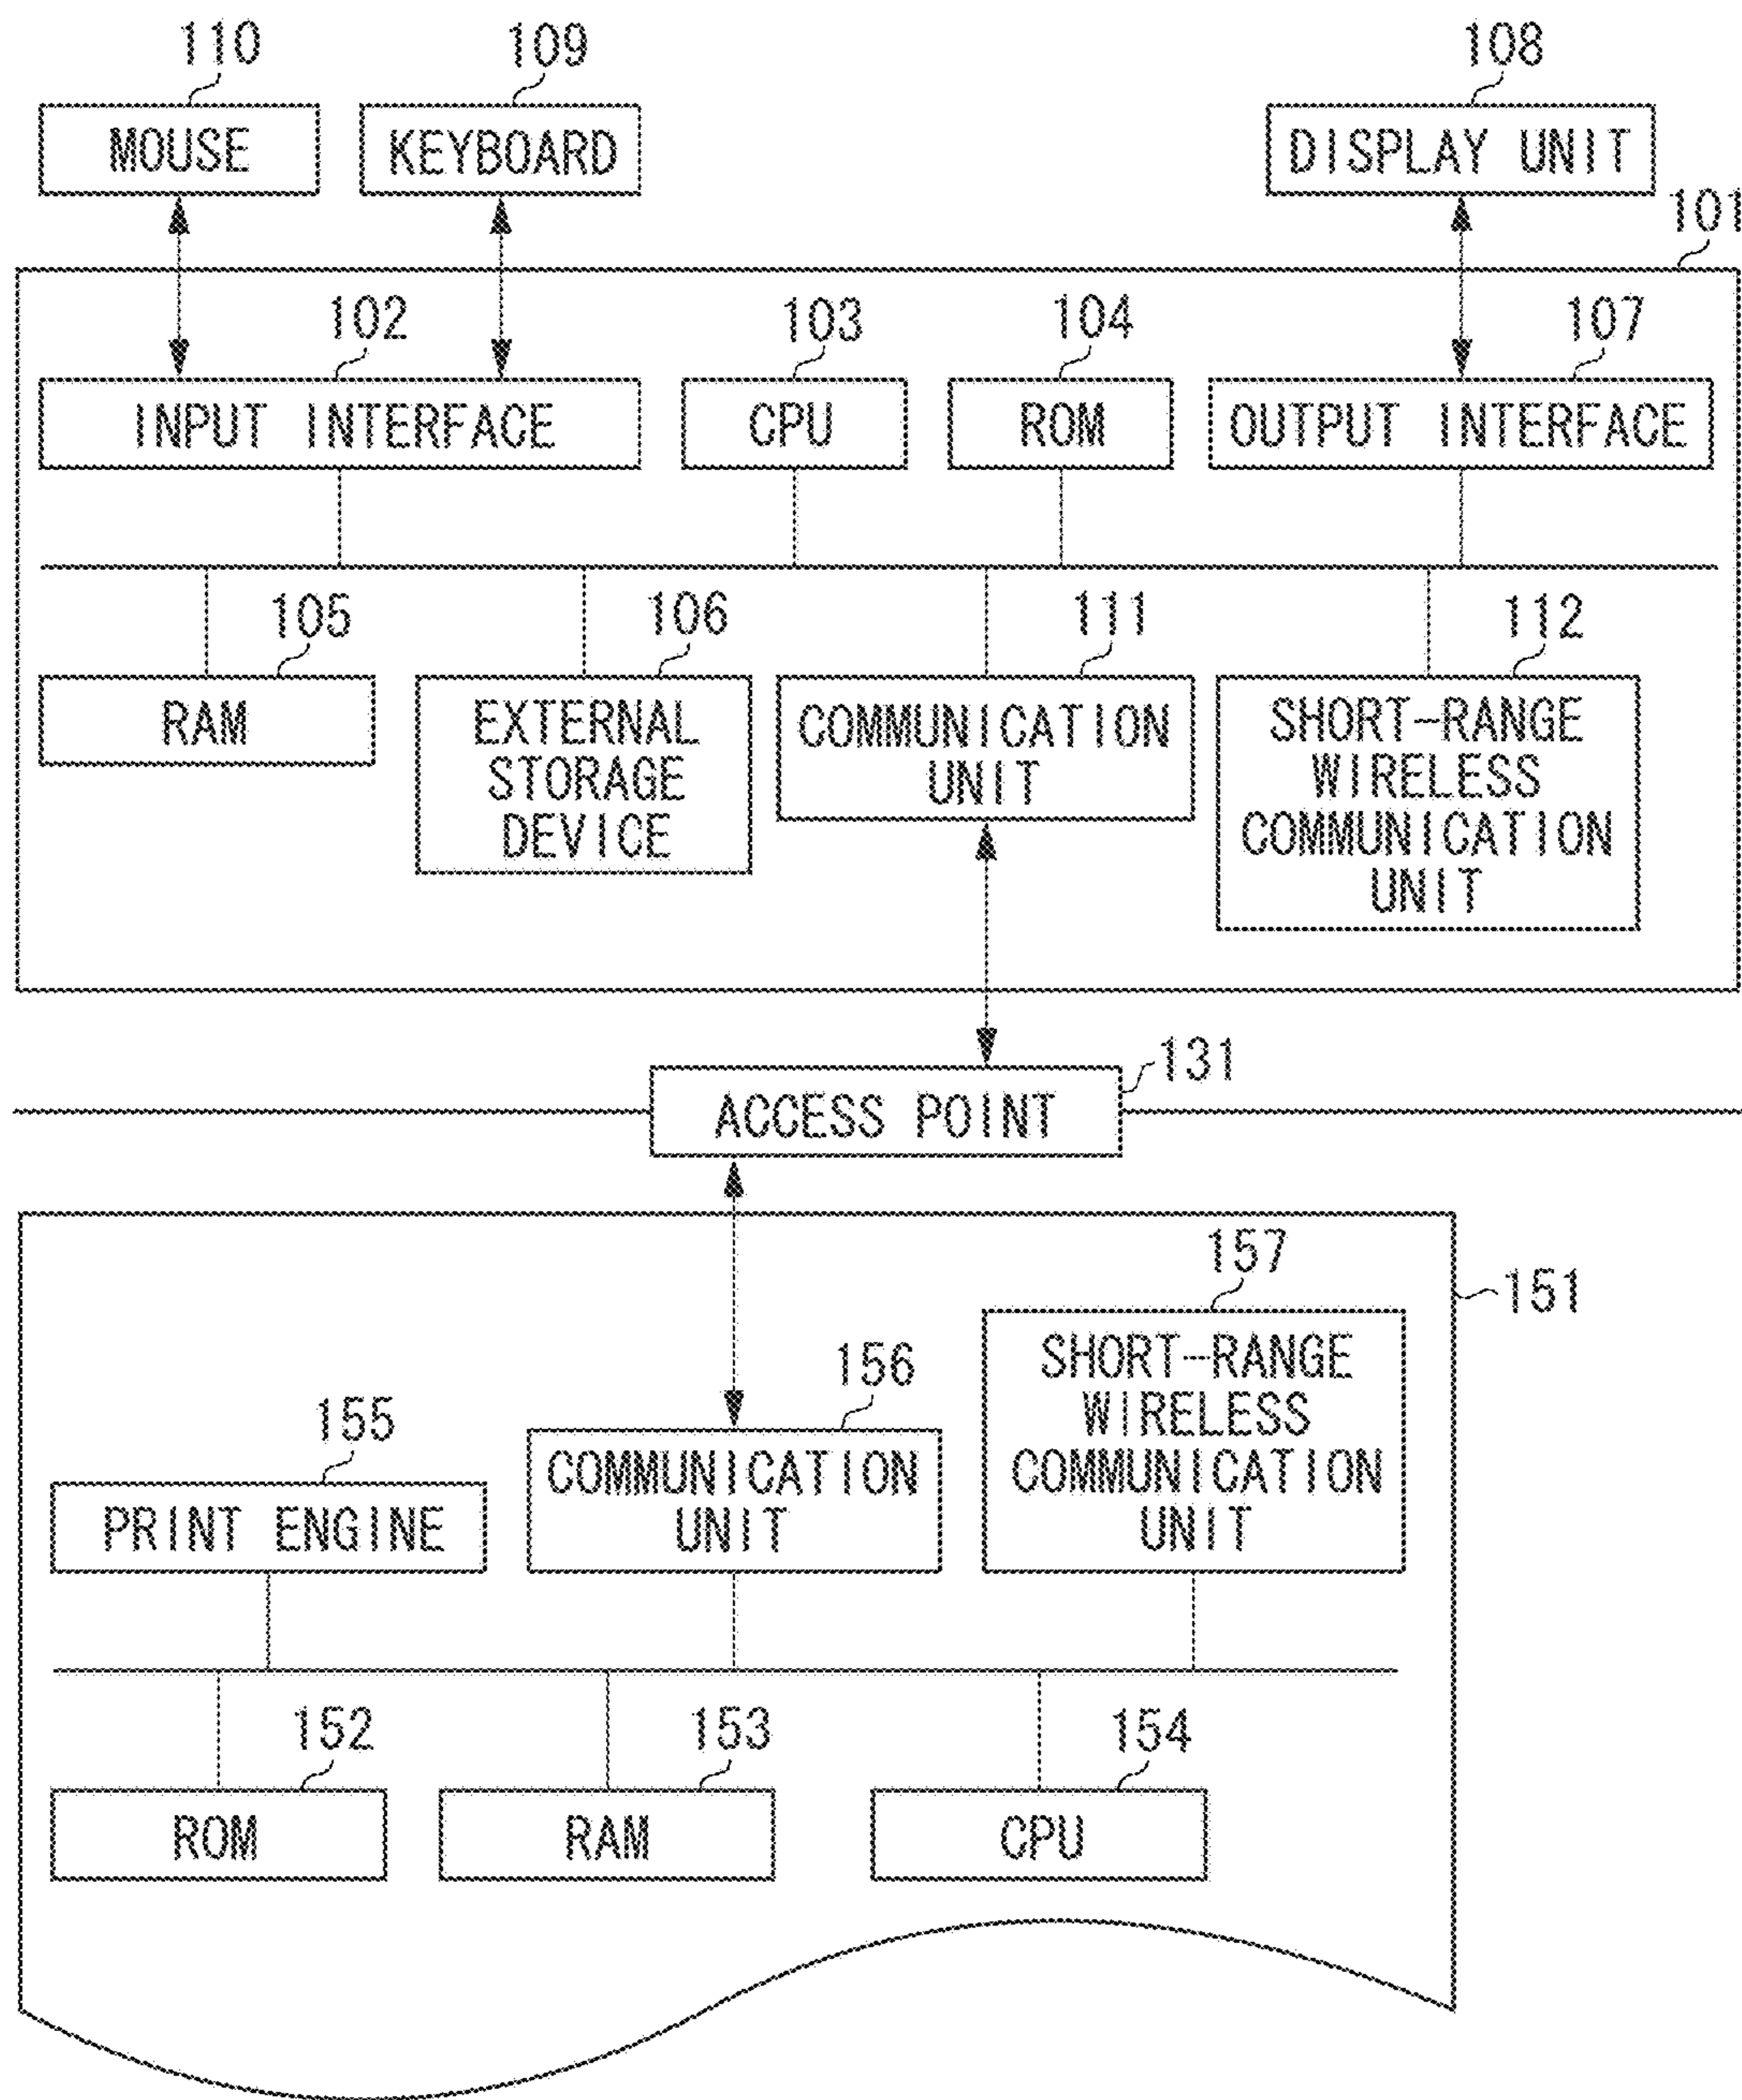 110
109
108
MOUSE
KEYBOARD
DISPLAY UNIT
101
102
103
104
107
INPUT INTERFACE
CPU
ROM
OUTPUT INTERFACE
105
106
111
112
RAM
EXTERNAL
STORAGE
DEVICE
COMMUNICATION
UNIT
SHORT-RANGE
WIRELESS
COMMUNICATION
UNIT
131
ACCESS POINT
151
157
SHORT-RANGE
WIRELESS
COMMUNICATION
UNIT
156
COMMUNICATION
UNIT
155
PRINT ENGINE
152
153
154
ROM
RAM
CPU